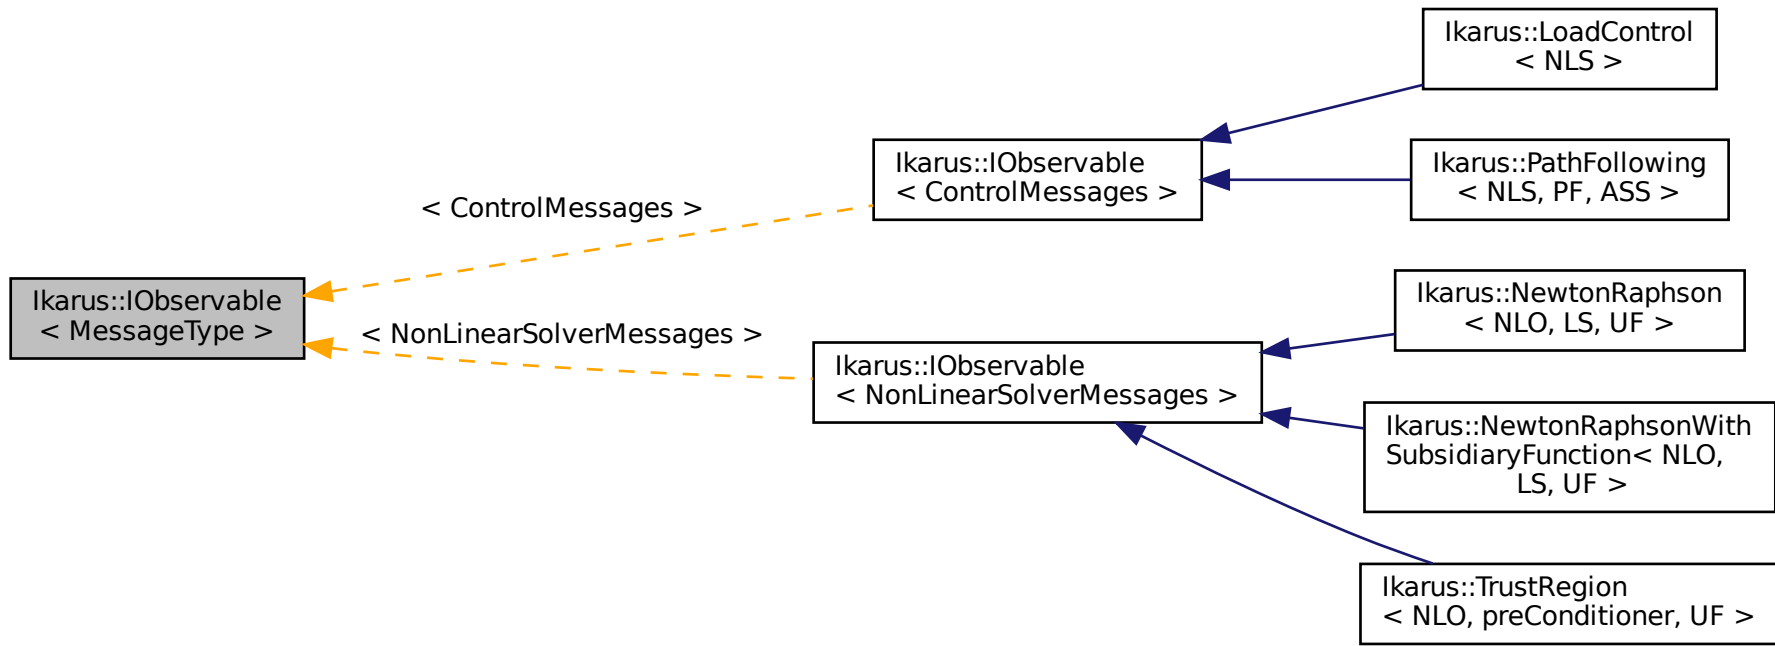 Ikarus::LoadControl
< NLS >
Ikarus::IObservable
< ControlMessages >
Ikarus::PathFollowing
< NLS, PF, ASS >
< ControlMessages >
Ikarus::IObservable
< MessageType >
< NonLinearSolverMessages >
Ikarus::NewtonRaphson
< NLO, LS, UF >
Ikarus::IObservable
< NonLinearSolverMessages >
Ikarus::NewtonRaphsonWith
SubsidiaryFunction< NLO,
LS, UF >
Ikarus::TrustRegion
< NLO, preConditioner, UF >